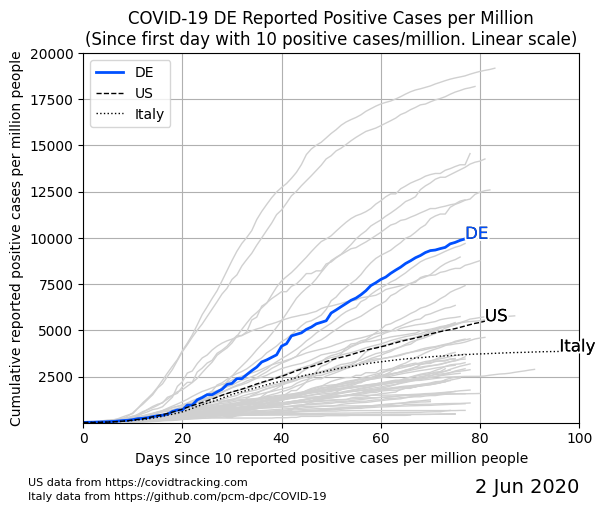 COVID-19 DE Reported Positive Cases per Million
(Since first day with 10 positive cases/million. Linear scale)
Cumulative reported positive cases per million people
20000
17500
15000
12500
10000
7500
5000
2500
DE
US
Italy
DE
US
Italy
0
20
40
60
80
100
Days since 10 reported positive cases per million people
US data from https://covidtracking.com
Italy data from https://github.com/pcm-dpc/COVID-19
2 Jun 2020